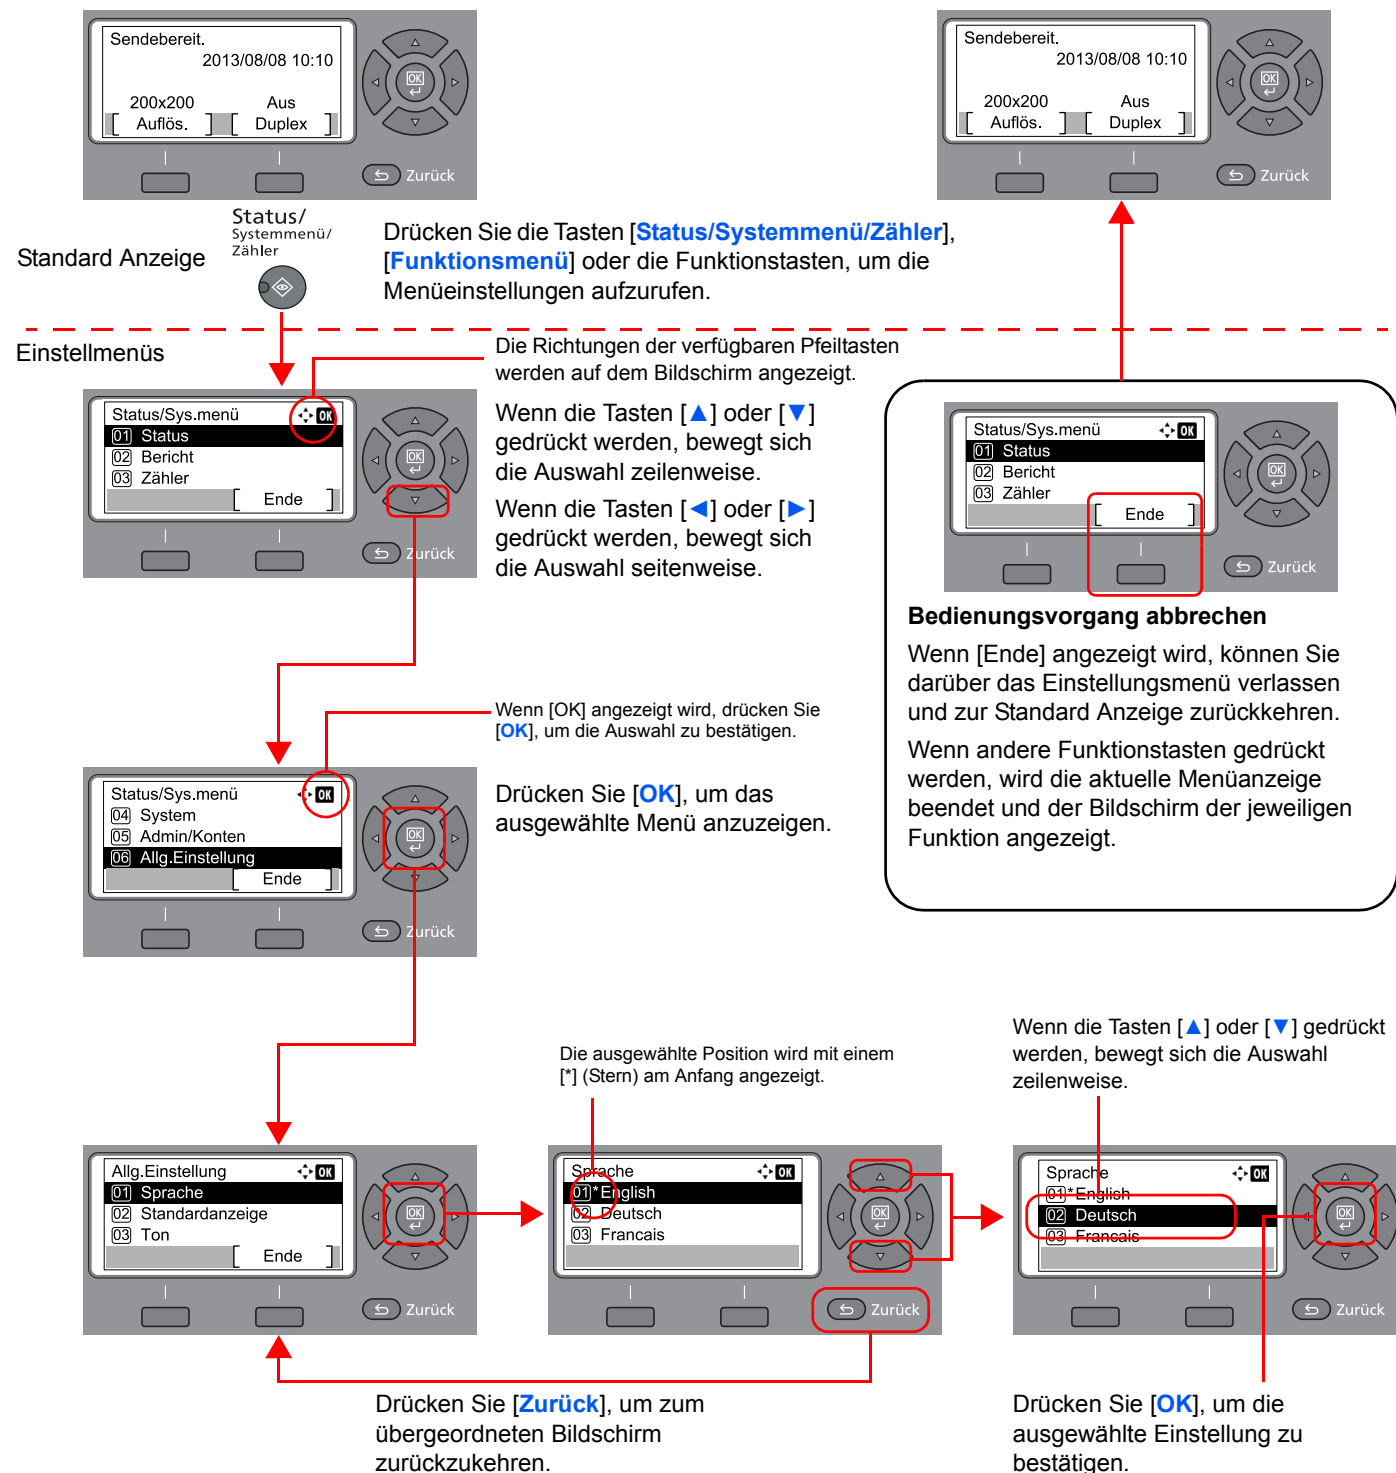 Sendebereit.
2013/08/08 10:10
200x200 Aus
[ Auflös. ] [ Duplex ]
Zurück
Sendebereit.
2013/08/08 10:10
200x200 Aus
[ Auflös. ] [ Duplex ]
Zurück
Status/
Systemmenü/
Zähler
Standard Anzeige
Drücken Sie die Tasten [Status/Systemmenü/Zähler],
[Funktionsmenü] oder die Funktionstasten, um die
Menüeinstellungen aufzurufen.
Einstellmenüs
Die Richtungen der verfügbaren Pfeiltasten
werden auf dem Bildschirm angezeigt.
Status/Sys.menü OK
01 Status
02 Bericht
03 Zähler
[ Ende ]
OK
Zurück
Wenn die Tasten [▲] oder [▼]
gedrückt werden, bewegt sich
die Auswahl zeilenweise.
Wenn die Tasten [◄] oder [►]
gedrückt werden, bewegt sich
die Auswahl seitenweise.
Status/Sys.menü OK
01 Status
02 Bericht
03 Zähler
[ Ende ]
OK
Zurück
Bedienungsvorgang abbrechen
Wenn [Ende] angezeigt wird, können Sie
darüber das Einstellungsmenü verlassen
und zur Standard Anzeige zurückkehren.
Wenn andere Funktionstasten gedrückt
werden, wird die aktuelle Menüanzeige
beendet und der Bildschirm der jeweiligen
Funktion angezeigt.
Wenn [OK] angezeigt wird, drücken Sie
[OK], um die Auswahl zu bestätigen.
Status/Sys.menü OK
04 System
05 Admin/Konten
06 Allg.Einstellung
[ Ende ]
OK
Zurück
Drücken Sie [OK], um das
ausgewählte Menü anzuzeigen.
Die ausgewählte Position wird mit einem
[*] (Stern) am Anfang angezeigt.
Wenn die Tasten [▲] oder [▼] gedrückt
werden, bewegt sich die Auswahl
zeilenweise.
Allg.Einstellung OK
01 Sprache
02 Standardanzeige
03 Ton
[ Ende ]
OK
Zurück
Sprache OK
01 *English
02 Deutsch
03 Francais
OK
Zurück
Sprache OK
01 *English
02 Deutsch
03 Francais
OK
Zurück
Drücken Sie [Zurück], um zum
übergeordneten Bildschirm
zurückzukehren.
Drücken Sie [OK], um die
ausgewählte Einstellung zu
bestätigen.